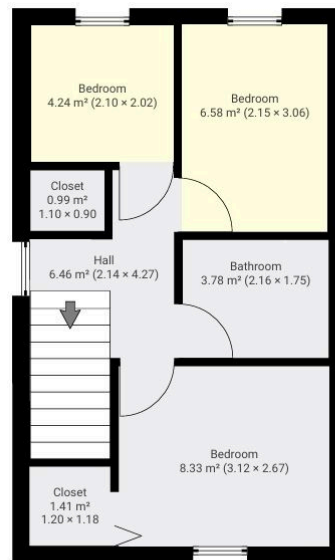 Bedroom
4.24 m² (2.10 × 2.02)
Bedroom
6.58 m² (2.15 × 3.06)
Closet
0.99 m²
1.10 × 0.90
Hall
6.46 m² (2.14 × 4.27)
Bathroom
3.78 m² (2.16 × 1.75)
Bedroom
8.33 m² (3.12 × 2.67)
Closet
1.41 m²
1.20 × 1.18